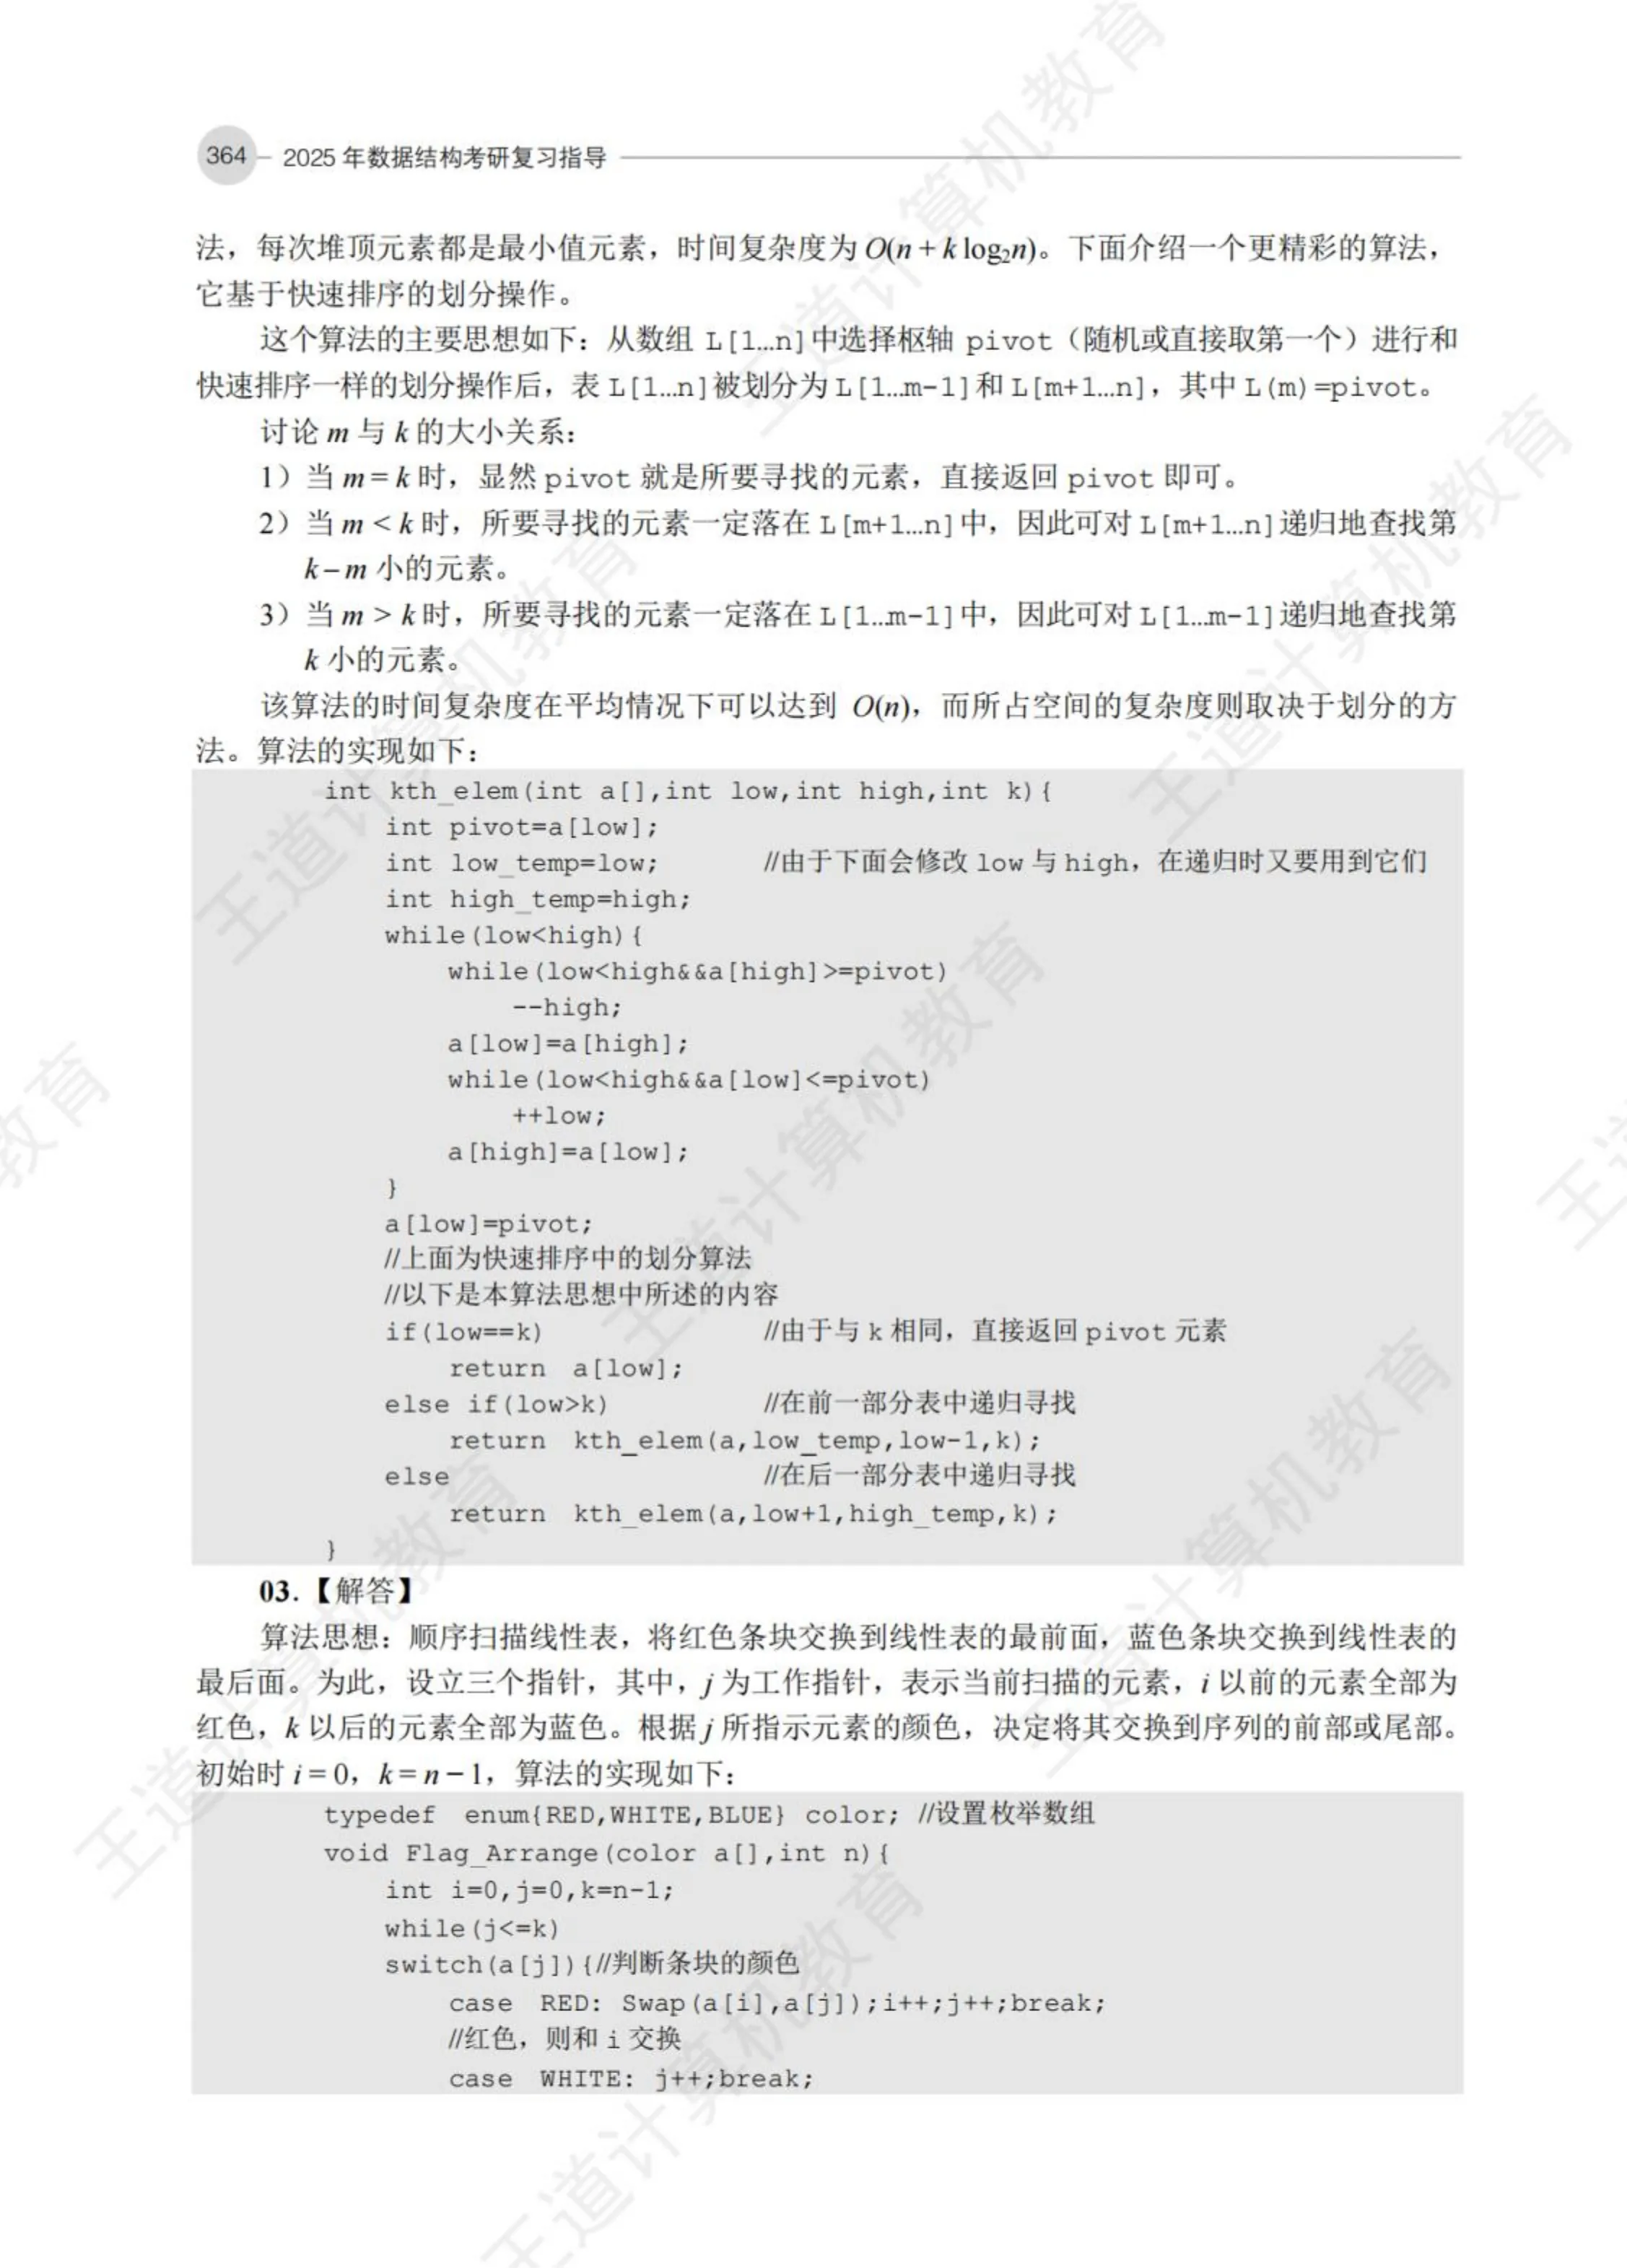 364 2025 年数据结构考研复习指导
法，每次堆顶元素都是最小值元素，时间复杂度为 O(n + k log₂n)。下面介绍一个更精彩的算法，
它基于快速排序的划分操作。
这个算法的主要思想如下：从数组 L[1…n]中选择枢轴 pivot（随机或直接取第一个）进行和
快速排序一样的划分操作后，表 L[1…n]被划分为 L[1…m-1]和 L[m+1…n]，其中 L(m)=pivot。
讨论 m 与 k 的大小关系：
1）当 m = k 时，显然 pivot 就是所要寻找的元素，直接返回 pivot 即可。
2）当 m < k 时，所要寻找的元素一定落在 L[m+1…n]中，因此可对 L[m+1…n]递归地查找第
k – m 小的元素。
3）当 m > k 时，所要寻找的元素一定落在 L[1…m-1]中，因此可对 L[1…m-1]递归地查找第
k 小的元素。
该算法的时间复杂度在平均情况下可以达到 O(n)，而所占空间的复杂度则取决于划分的方
法。算法的实现如下：
int kth_elem(int a[],int low,int high,int k){
int pivot=a[low];
int low_temp=low; //由于下面会修改 low 与 high，在递归时又要用到它们
int high_temp=high;
while(low<high){
while(low<high&&a[high]>=pivot)
--high;
a[low]=a[high];
while(low<high&&a[low]<=pivot)
++low;
a[high]=a[low];
}
a[low]=pivot;
//上面为快速排序中的划分算法
//以下是本算法思想中所述的内容
if(low==k) //由于与 k 相同，直接返回 pivot 元素
return a[low];
else if(low>k) //在前一部分表中递归寻找
return kth_elem(a,low_temp,low-1,k);
else //在后一部分表中递归寻找
return kth_elem(a,low+1,high_temp,k);
}
03.【解答】
算法思想：顺序扫描线性表，将红色条块交换到线性表的最前面，蓝色条块交换到线性表的
最后面。为此，设立三个指针，其中，j 为工作指针，表示当前扫描的元素，i 以前的元素全部为
红色，k 以后的元素全部为蓝色。根据 j 所指示元素的颜色，决定将其交换到序列的前部或尾部。
初始时 i = 0，k = n – 1，算法的实现如下：
typedef enum{RED,WHITE,BLUE} color; //设置枚举数组
void Flag_Arrange(color a[],int n){
int i=0,j=0,k=n-1;
while(j<=k)
switch(a[j]){//判断条块的颜色
case RED: Swap(a[i],a[j]);i++;j++;break;
//红色，则和 i 交换
case WHITE: j++;break;
王道计算机教育